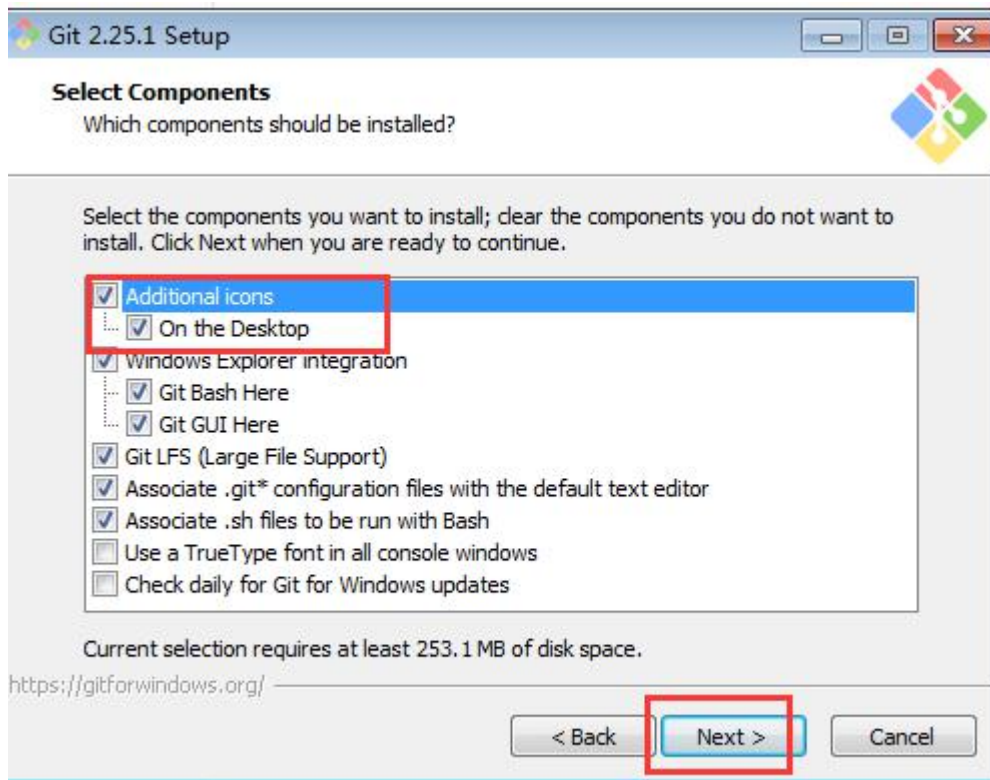 Git 2.25.1 Setup
Select Components
Which components should be installed?
Select the components you want to install; clear the components you do not want to
install. Click Next when you are ready to continue.
Additional icons
On the Desktop
Windows Explorer integration
Git Bash Here
Git GUI Here
Git LFS (Large File Support)
Associate .git* configuration files with the default text editor
Associate .sh files to be run with Bash
Use a TrueType font in all console windows
Check daily for Git for Windows updates
Current selection requires at least 253.1 MB of disk space.
https://gitforwindows.org/
< Back
Next >
Cancel